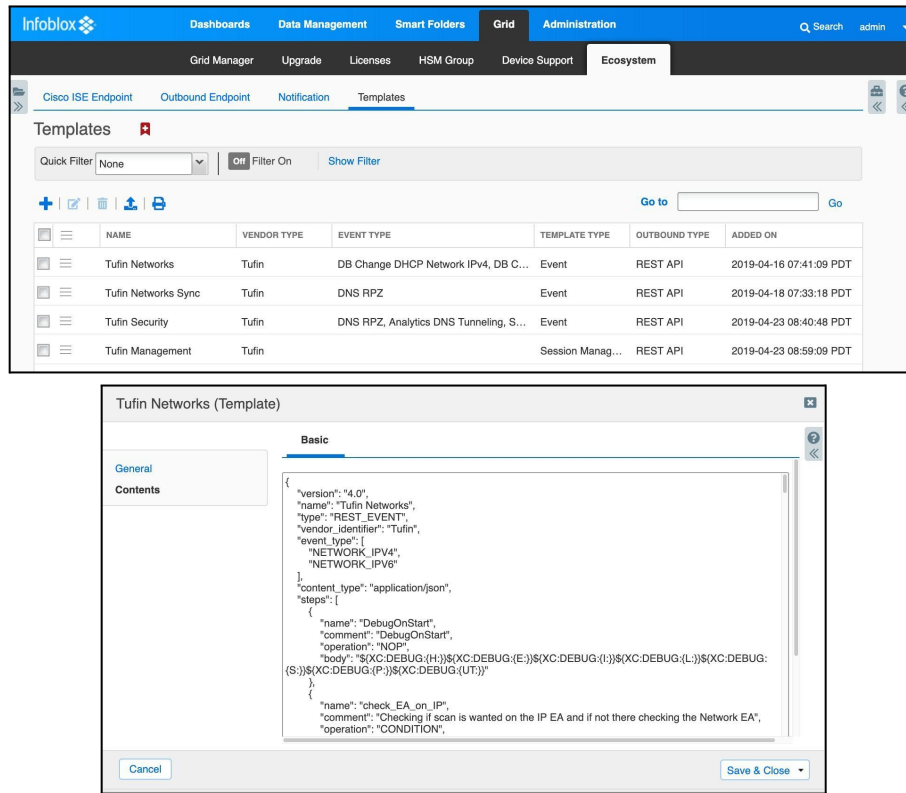 Infoblox Dashboards Data Management Smart Folders Grid Administration Search admin
Grid Manager Upgrade Licenses HSM Group Device Support Ecosystem
Cisco ISE Endpoint Outbound Endpoint Notification Templates
Templates
Quick Filter None Off Filter On Show Filter
Go to Go
NAME VENDOR TYPE EVENT TYPE TEMPLATE TYPE OUTBOUND TYPE ADDED ON
Tufin Networks Tufin DB Change DHCP Network IPv4, DB C... Event REST API 2019-04-16 07:41:09 PDT
Tufin Networks Sync Tufin DNS RPZ Event REST API 2019-04-18 07:33:18 PDT
Tufin Security Tufin DNS RPZ, Analytics DNS Tunneling, S... Event REST API 2019-04-23 08:40:48 PDT
Tufin Management Tufin Session Manag... REST API 2019-04-23 08:59:09 PDT
Tufin Networks (Template)
Basic
General
Contents
{
"version": "4.0",
"name": "Tufin Networks",
"type": "REST_EVENT",
"vendor_identifier": "Tufin",
"event_type": [
"NETWORK_IPV4",
"NETWORK_IPV6"
],
"content_type": "application/json",
"steps": [
{
"name": "DebugOnStart",
"comment": "DebugOnStart",
"operation": "NOP",
"body": "${XC:DEBUG:{H:}}${XC:DEBUG:{E:}}${XC:DEBUG:{I:}}${XC:DEBUG:{L:}}${XC:DEBUG:
{S:}}${XC:DEBUG:{P:}}${XC:DEBUG:{UT:}}"
},
{
"name": "check_EA_on_IP",
"comment": "Checking if scan is wanted on the IP EA and if not there checking the Network EA",
"operation": "CONDITION",
Cancel Save & Close